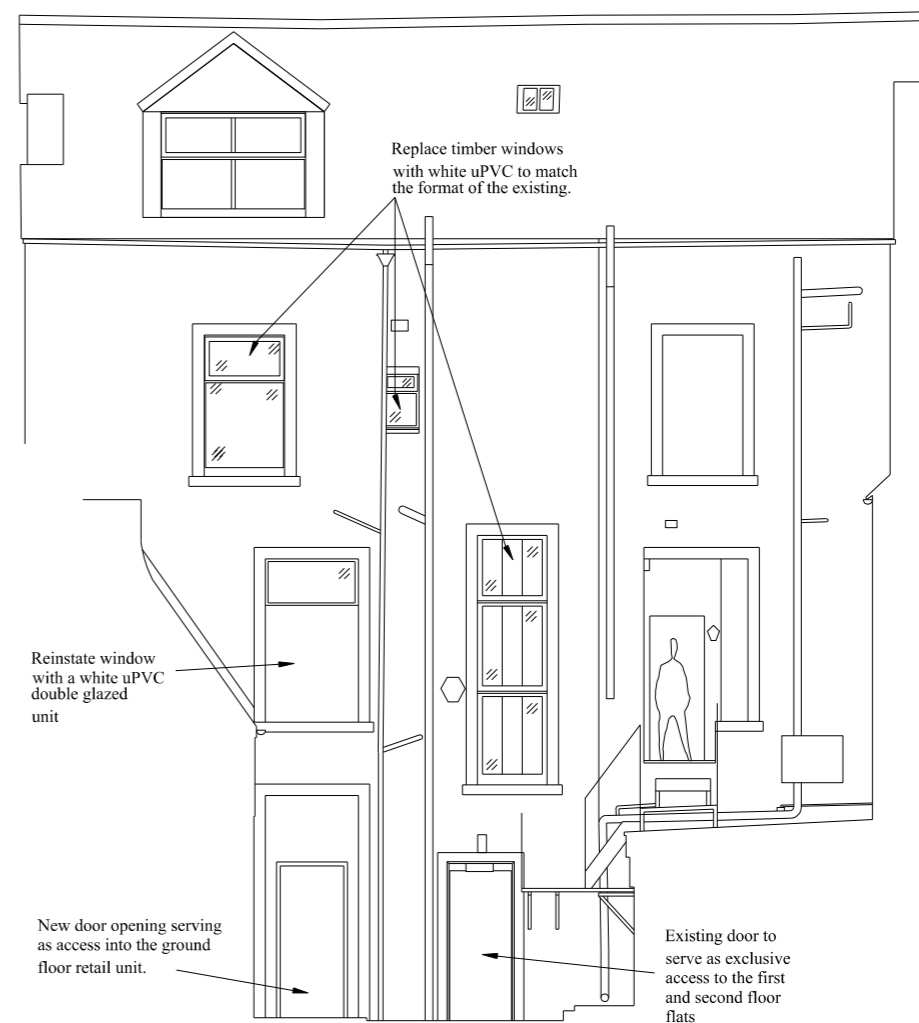 Replace timber windows
with white uPVC to match
the format of the existing.
Reinstate window
with a white uPVC
double glazed
unit
New door opening serving
as access into the ground
floor retail unit.
Existing door to
serve as exclusive
access to the first
and second floor
flats